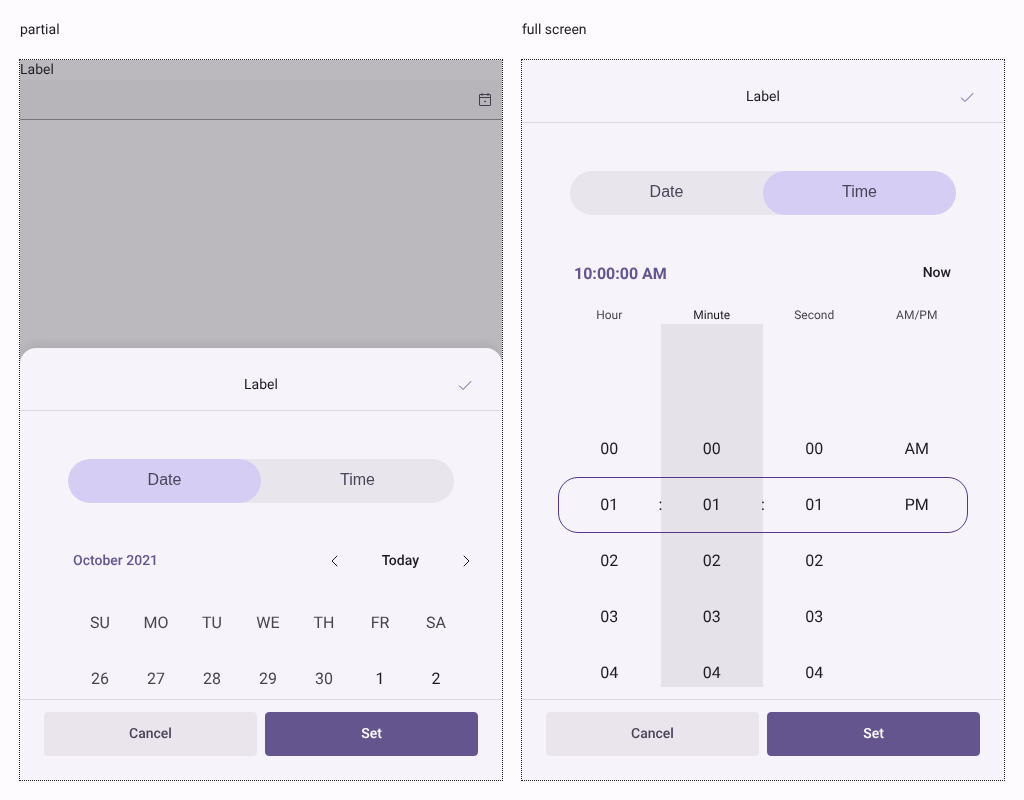 partial
Label
Label
Date Time
October 2021 Today
SU MO TU WE TH FR SA
26 27 28 29 30 1 2
Cancel Set
full screen
Label
Date Time
10:00:00 AM Now
Hour Minute Second AM/PM
00 00 00 AM
01 : 01 : 01 PM
02 02 02
03 03 03
04 04 04
Cancel Set